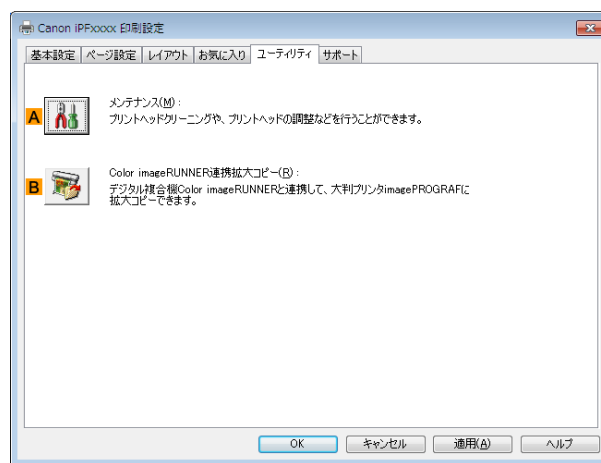 Canon iPFxxxx 印刷設定
基本設定 ページ設定 レイアウト お気に入り ユーティリティ サポート
A
メンテナンス(M) :
プリントヘッドクリーニングや、プリントヘッドの調整などを行うことができます。
B
Color imageRUNNER連携拡大コピー(R) :
デジタル複合機Color imageRUNNERと連携して、大判プリンタimagePROGRAFに
拡大コピーできます。
OK キャンセル 適用(A) ヘルプ